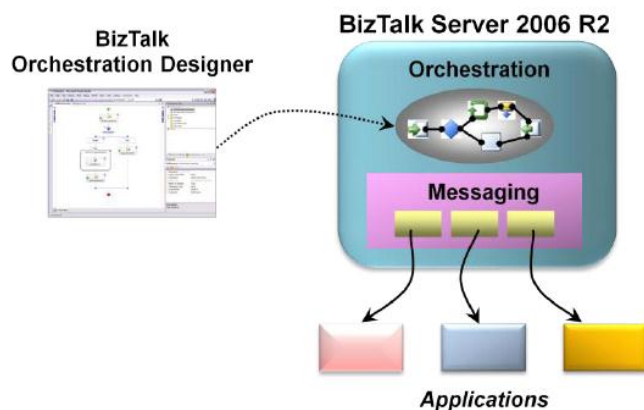 BizTalk
Orchestration Designer
BizTalk Server 2006 R2
Orchestration
Messaging
Applications